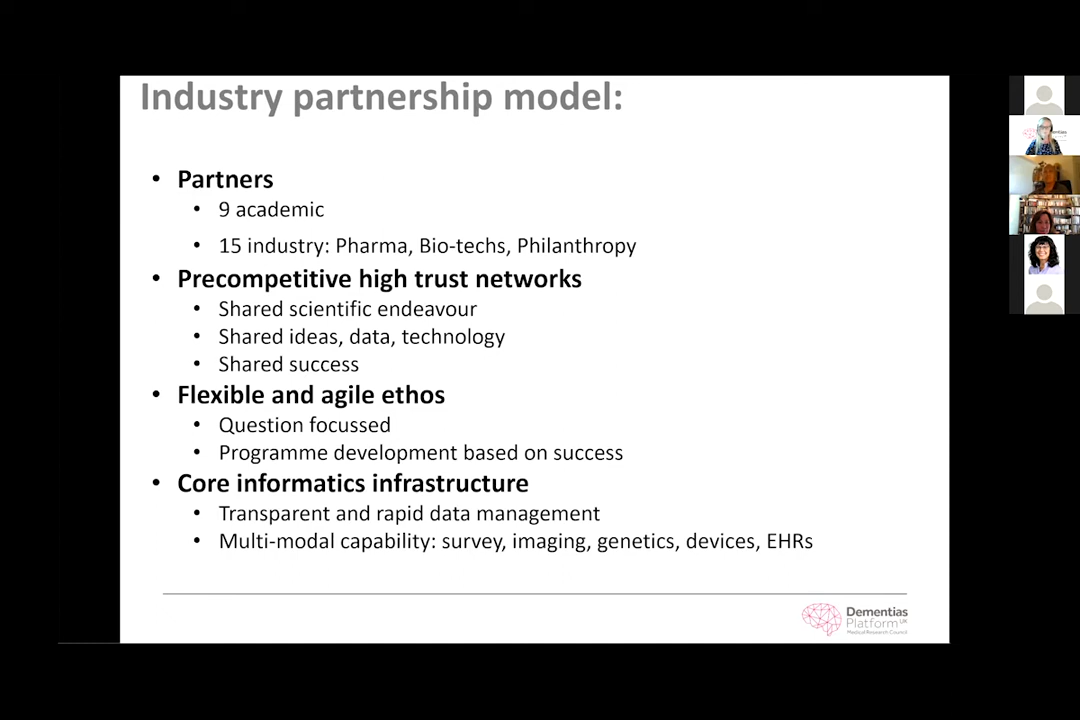 Industry partnership model:
• Partners
• 9 academic
• 15 industry: Pharma, Bio-techs, Philanthropy
• Precompetitive high trust networks
• Shared scientific endeavour
• Shared ideas, data, technology
• Shared success
• Flexible and agile ethos
• Question focussed
• Programme development based on success
• Core informatics infrastructure
• Transparent and rapid data management
• Multi-modal capability: survey, imaging, genetics, devices, EHRs
Dementias
Platform UK
Medical Research Council